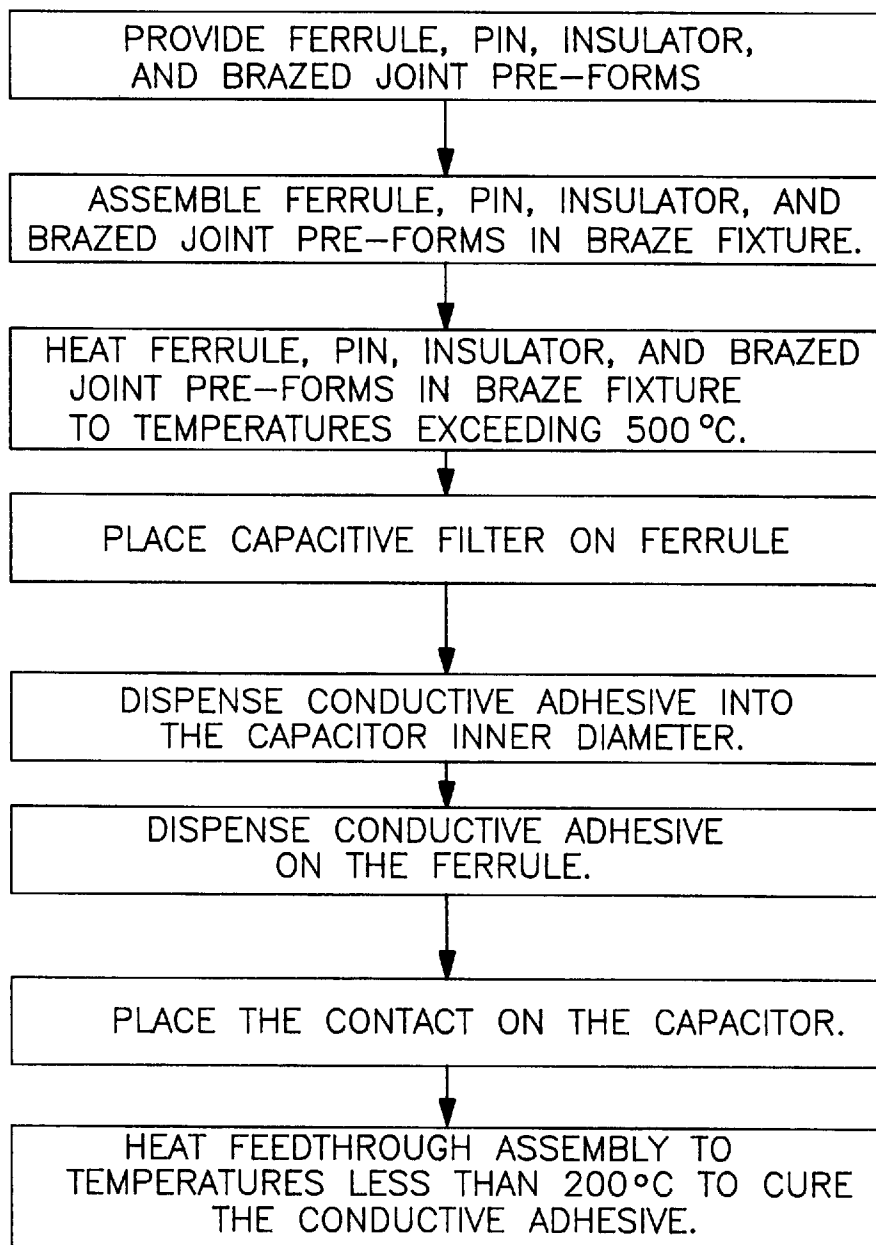 PROVIDE FERRULE, PIN, INSULATOR,
AND BRAZED JOINT PRE-FORMS
ASSEMBLE FERRULE, PIN, INSULATOR, AND
BRAZED JOINT PRE-FORMS IN BRAZE FIXTURE.
HEAT FERRULE, PIN, INSULATOR, AND BRAZED
JOINT PRE-FORMS IN BRAZE FIXTURE
TO TEMPERATURES EXCEEDING 500°C.
PLACE CAPACITIVE FILTER ON FERRULE
DISPENSE CONDUCTIVE ADHESIVE INTO
THE CAPACITOR INNER DIAMETER.
DISPENSE CONDUCTIVE ADHESIVE
ON THE FERRULE.
PLACE THE CONTACT ON THE CAPACITOR.
HEAT FEEDTHROUGH ASSEMBLY TO
TEMPERATURES LESS THAN 200°C TO CURE
THE CONDUCTIVE ADHESIVE.